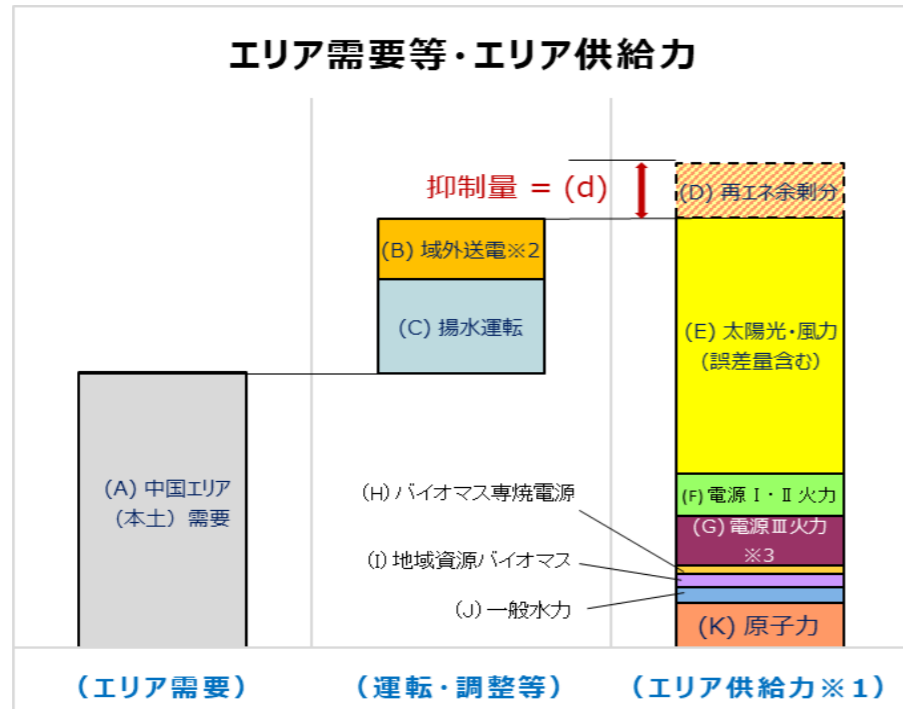 エリア需要等・エリア供給力
抑制量 = (d)
(D) 再エネ余剰分
(B) 域外送電※2
(C) 揚水運転
(E) 太陽光・風力
(誤差量含む)
(A) 中国エリア
(本土) 需要
(H) バイオマス専焼電源
(F) 電源Ⅰ・Ⅱ火力
(G) 電源Ⅲ火力
※3
(I) 地域資源バイオマス
(J) 一般水力
(K) 原子力
(エリア需要)
(運転・調整等)
(エリア供給力※1)